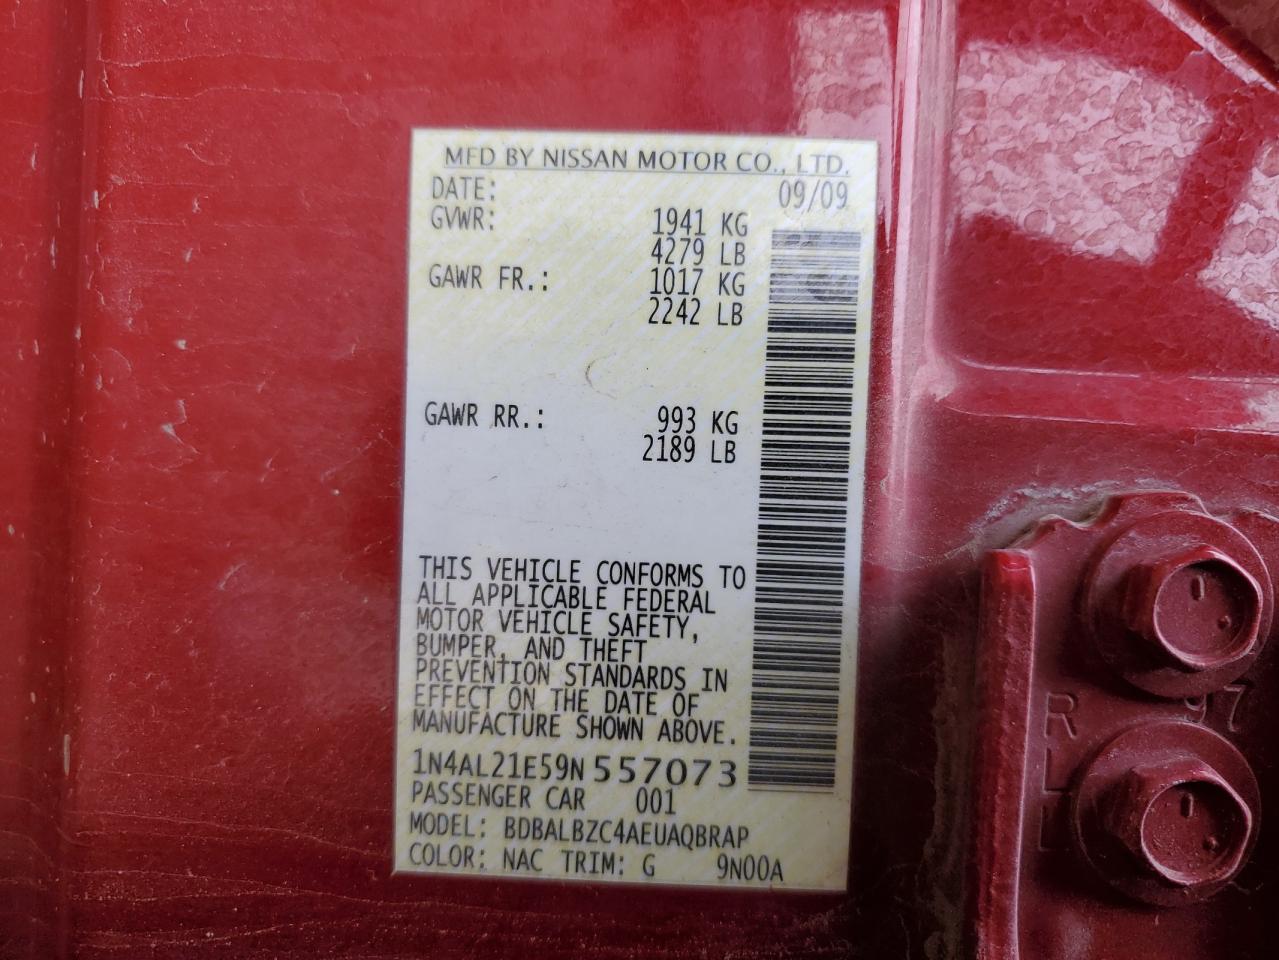 MFD BY NISSAN MOTOR CO., LTD.
DATE: 09/09
GVWR: 1941 KG
4279 LB
GAWR FR.: 1017 KG
2242 LB
GAWR RR.: 993 KG
2189 LB
THIS VEHICLE CONFORMS TO
ALL APPLICABLE FEDERAL
MOTOR VEHICLE SAFETY,
BUMPER, AND THEFT
PREVENTION STANDARDS IN
EFFECT ON THE DATE OF
MANUFACTURE SHOWN ABOVE.
1N4AL21E59N557073
PASSENGER CAR 001
MODEL: BDBALBZC4AEUAQBRAP
COLOR: NAC TRIM: G 9N00A